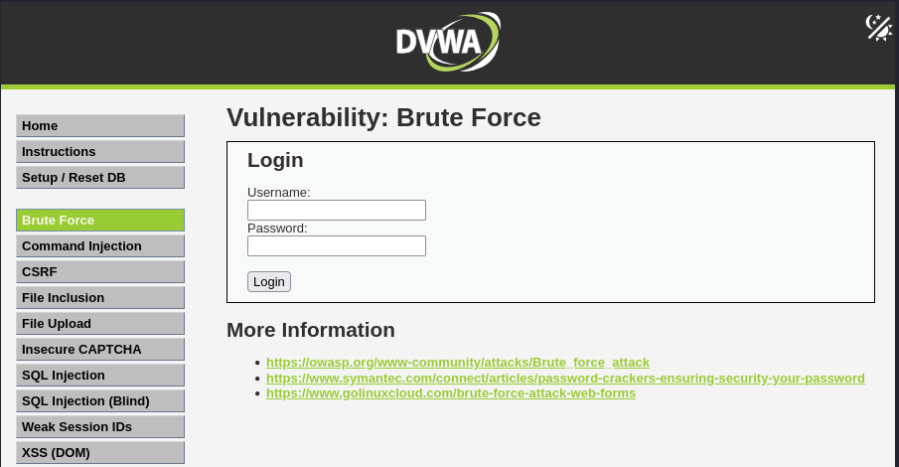 DVWA
Home
Instructions
Setup / Reset DB
Brute Force
Command Injection
CSRF
File Inclusion
File Upload
Insecure CAPTCHA
SQL Injection
SQL Injection (Blind)
Weak Session IDs
XSS (DOM)
Vulnerability: Brute Force
Login
Username:
Password:
Login
More Information
https://owasp.org/www-community/attacks/Brute_force_attack
https://www.symantec.com/connect/articles/password-crackers-ensuring-security-your-password
https://www.golinuxcloud.com/brute-force-attack-web-forms